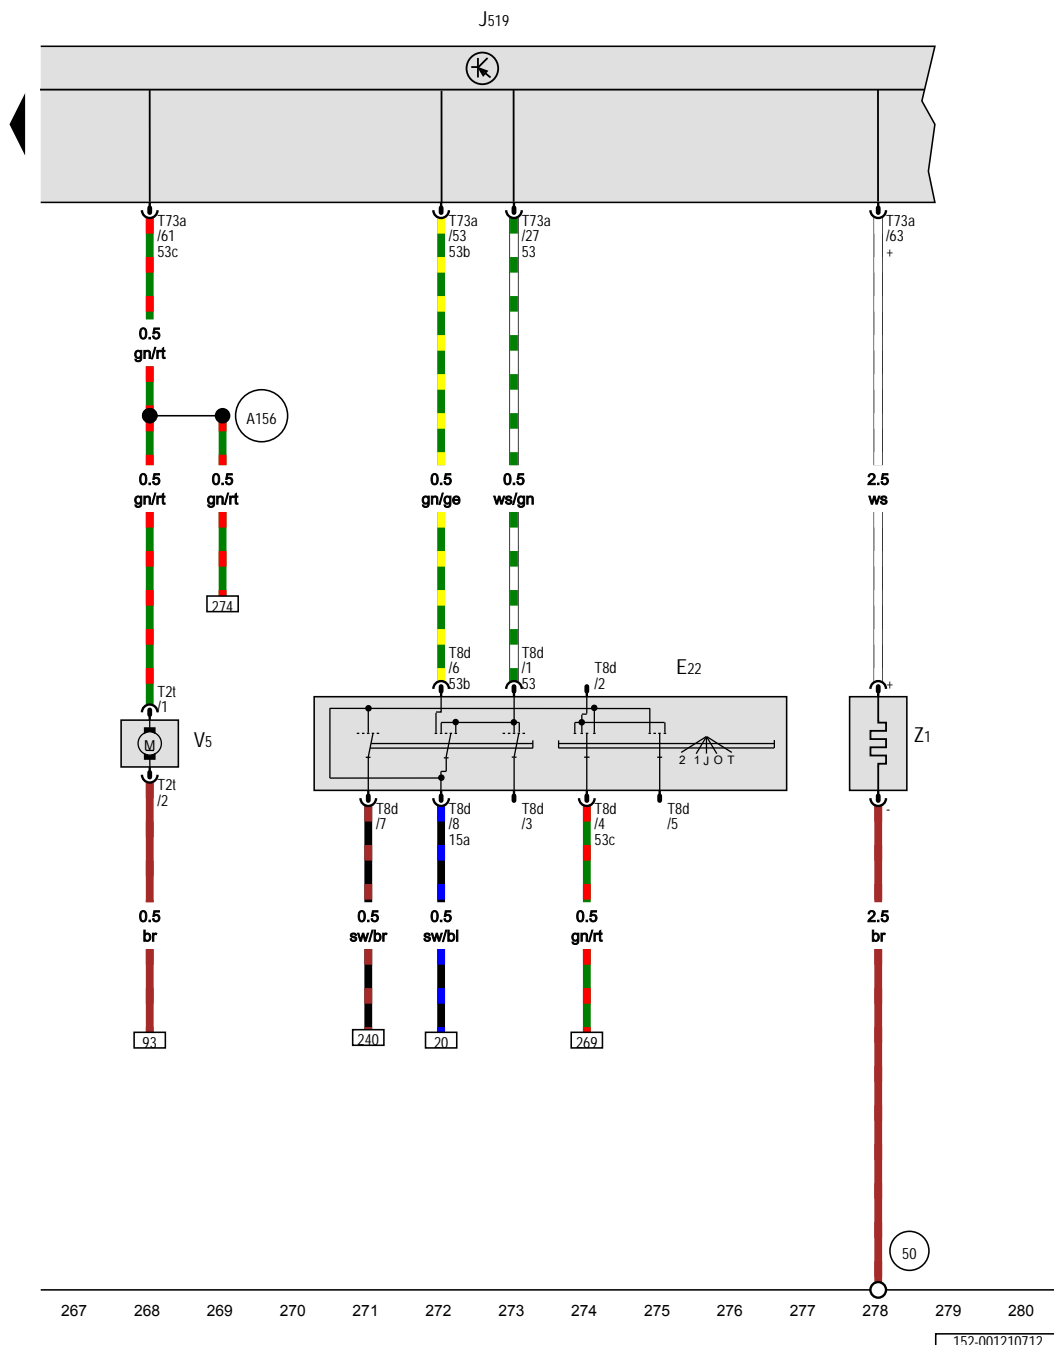 J519
T73a
/61
53c
T73a
/53
53b
T73a
/27
53
T73a
/63
+
0.5
gn/rt
A156
0.5
gn/rt
0.5
gn/rt
0.5
gn/ge
0.5
ws/gn
2.5
ws
274
T8d
/6
53b
T8d
/1
53
T8d
/2
E22
+
T2t
/1
M
V5
2 1 J O T
Z1
T2t
/2
T8d
/7
T8d
/8
15a
T8d
/3
T8d
/4
53c
T8d
/5
-
0.5
br
0.5
sw/br
0.5
sw/bl
0.5
gn/rt
2.5
br
93
240
20
269
50
267 268 269 270 271 272 273 274 275 276 277 278 279 280
152-001210712